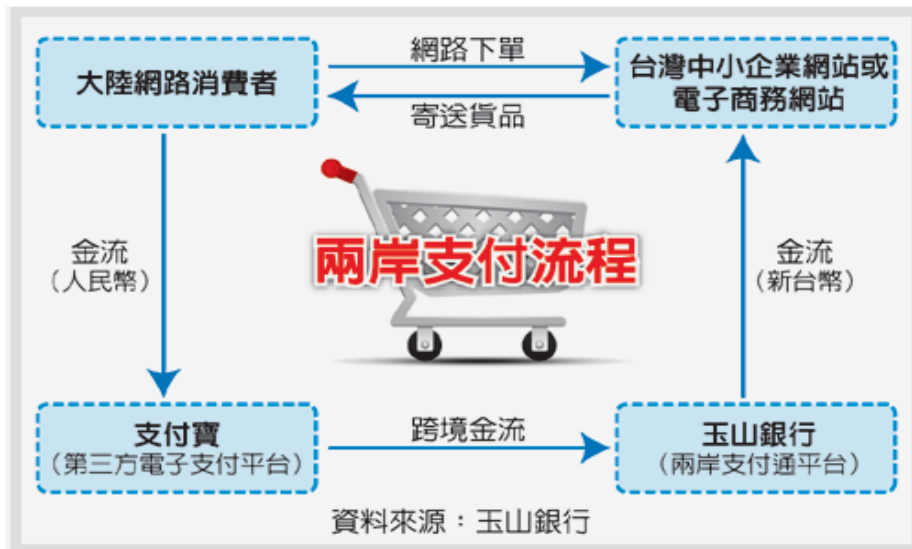 網路下單
大陸網路消費者
台灣中小企業網站或
電子商務網站
寄送貨品
兩岸支付流程
金流
（人民幣）
金流
（新台幣）
支付寶
（第三方電子支付平台）
跨境金流
玉山銀行
（兩岸支付通平台）
資料來源：玉山銀行